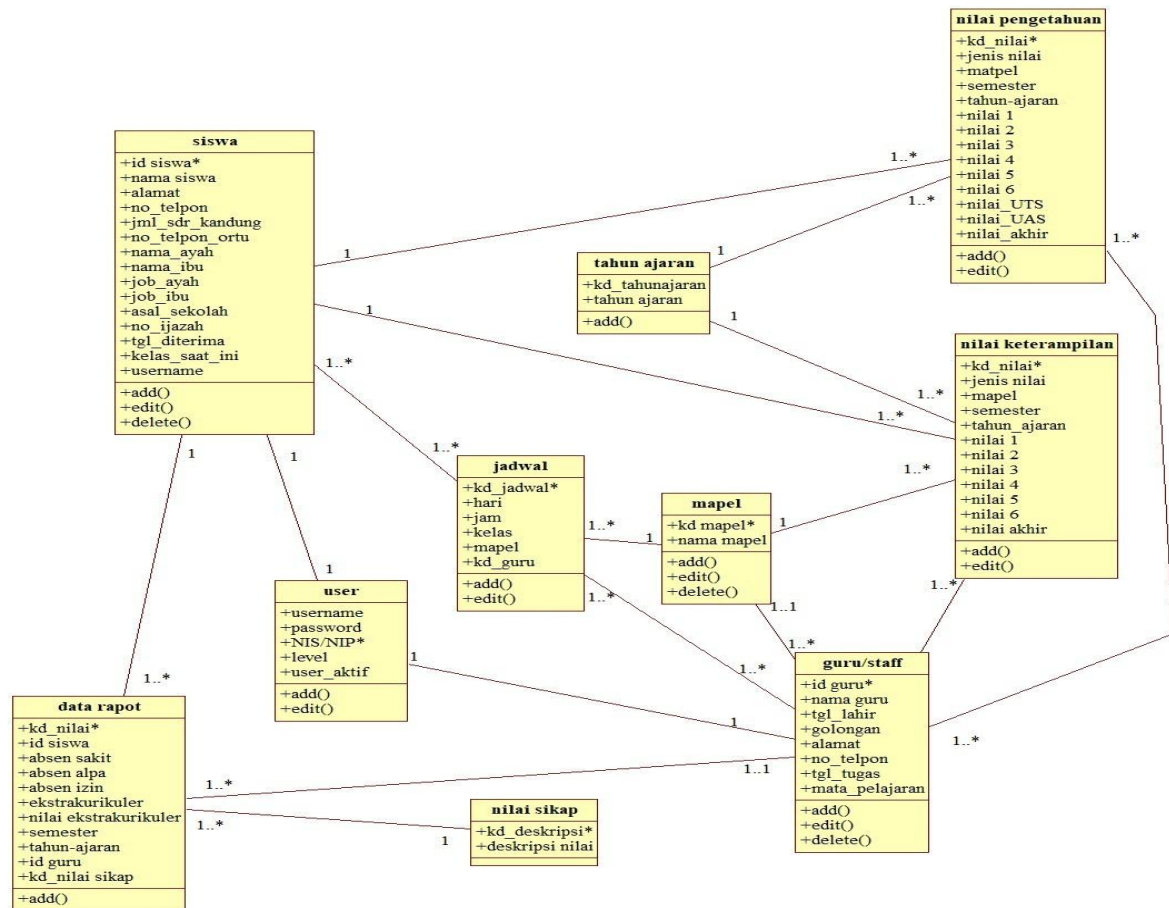 nilai pengetahuan
+kd_nilai*
+jenis nilai
+matpel
+semester
+tahun-ajaran
+nilai 1
+nilai 2
+nilai 3
+nilai 4
+nilai 5
+nilai 6
+nilai_UTS
+nilai_UAS
+nilai_akhir
+add()
+edit()
siswa
+id siswa*
+nama siswa
+alamat
+no_telpon
+jml_sdr_kandung
+no_telpon_ortu
+nama_ayah
+nama_ibu
+job_ayah
+job_ibu
+asal_sekolah
+no_ijazah
+tgl_diterima
+kelas_saat_ini
+username
+add()
+edit()
+delete()
1..*
1
1..*
1
1..*
tahun ajaran
+kd_tahunajaran
+tahun ajaran
+add()
1
1
1..*
1..*
nilai keterampilan
+kd_nilai*
+jenis nilai
+mapel
+semester
+tahun_ajaran
+nilai 1
+nilai 2
+nilai 3
+nilai 4
+nilai 5
+nilai 6
+nilai akhir
+add()
+edit()
1..*
1..*
1
1
jadwal
+kd_jadwal*
+hari
+jam
+kelas
+mapel
+kd_guru
+add()
+edit()
1..*
1
mapel
+kd mapel*
+nama mapel
+add()
+edit()
+delete()
1
1..*
1..*
1..1
1..*
1..*
1..*
1
user
+username
+password
+NIS/NIP*
+level
+user_aktif
+add()
+edit()
1
1
guru/staff
+id guru*
+nama guru
+tgl_lahir
+golongan
+alamat
+no_telpon
+tgl_tugas
+mata_pelajaran
+add()
+edit()
+delete()
1..*
1..*
data rapot
+kd_nilai*
+id siswa
+absen sakit
+absen alpa
+absen izin
+ekstrakurikuler
+nilai ekstrakurikuler
+semester
+tahun-ajaran
+id guru
+kd_nilai sikap
+add()
1..*
1..1
1..*
1
nilai sikap
+kd_deskripsi*
+deskripsi nilai